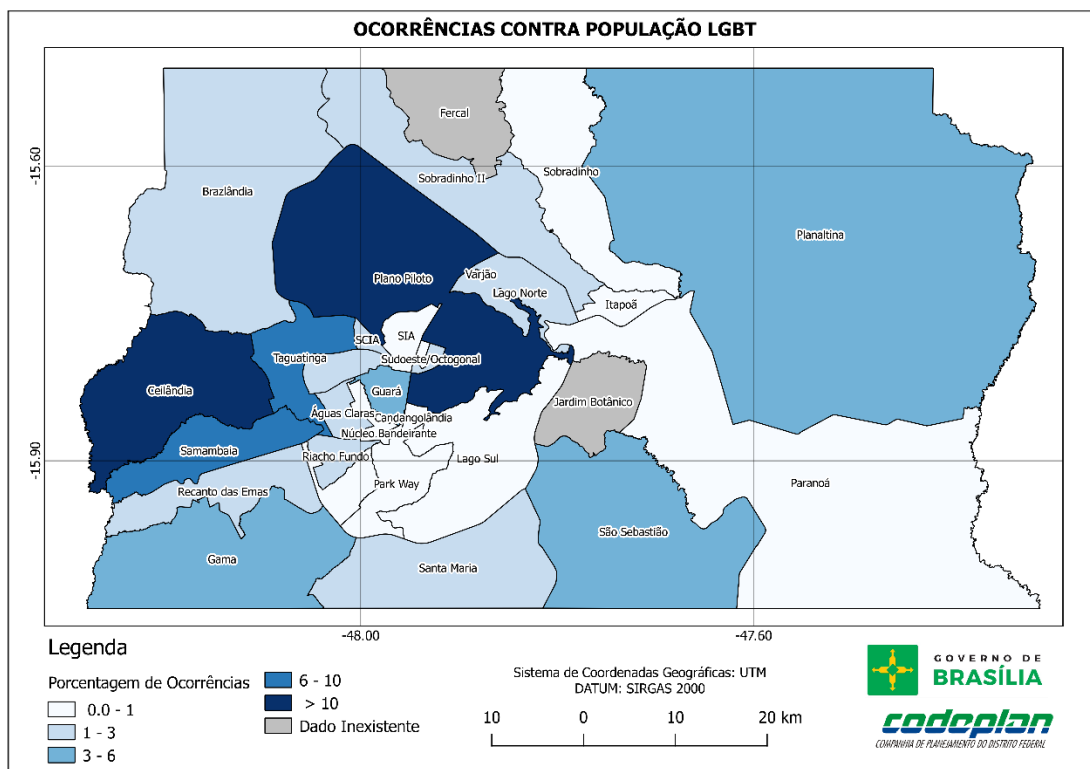 OCORRÊNCIAS CONTRA POPULAÇÃO LGBT
Fercal
-15.60
Sobradinho
Sobradinho II
Brazlândia
Planaltina
Plano Piloto
Varjão
Lago Norte
Itapoã
SCIA
SIA
Taguatinga
Sudoeste/Octogonal
Ceilândia
Guará
Jardim Botânico
Águas Claras
Candangolândia
Núcleo Bandeirante
Samambaia
Riacho Fundo
Lago Sul
-15.90
Park Way
Paranoá
Recanto das Emas
São Sebastião
Gama
Santa Maria
-48.00
-47.50
Legenda
Porcentagem de Ocorrências
0.0 - 1
1 - 3
3 - 6
6 - 10
> 10
Dado Inexistente
Sistema de Coordenadas Geográficas: UTM
DATUM: SIRGAS 2000
10 0 10 20 km
GOVERNO DE
BRASÍLIA
codeplan
COMPANHIA DE PLANEJAMENTO DO DISTRITO FEDERAL